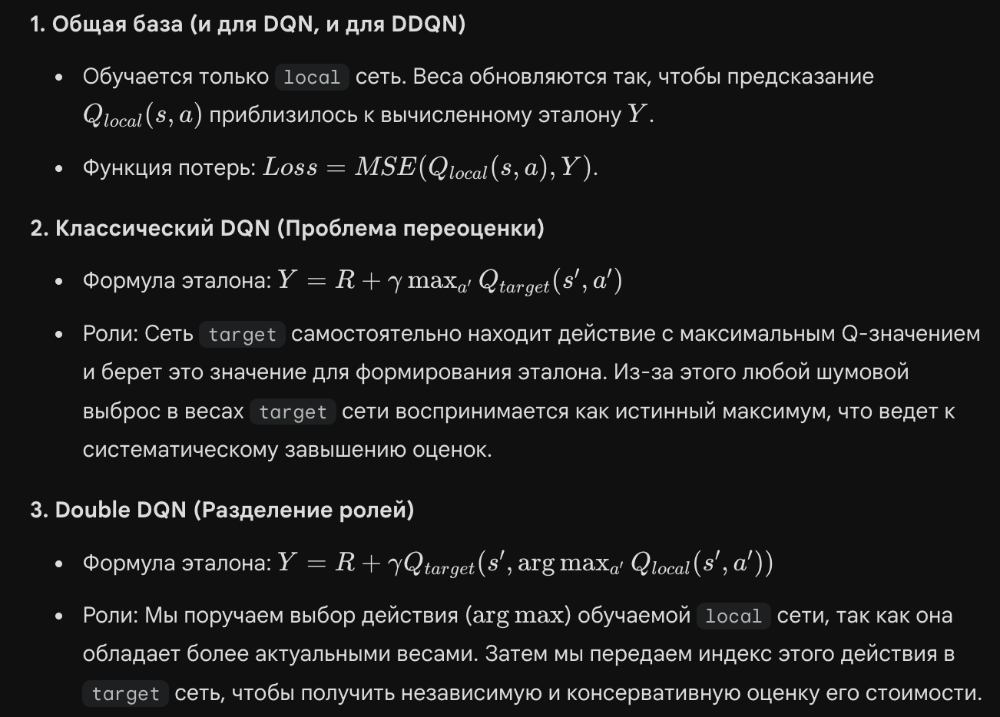 1. Общая база (и для DQN, и для DDQN)
• Обучается только local сеть. Веса обновляются так, чтобы предсказание
Q_{local}(s, a) приблизилось к вычисленному эталону Y.
• Функция потерь: Loss = MSE(Q_{local}(s, a), Y).
2. Классический DQN (Проблема переоценки)
• Формула эталона: Y = R + γ max_{a′} Q_{target}(s′, a′)
• Роли: Сеть target самостоятельно находит действие с максимальным Q-значением
и берет это значение для формирования эталона. Из-за этого любой шумовой
выброс в весах target сети воспринимается как истинный максимум, что ведет к
систематическому завышению оценок.
3. Double DQN (Разделение ролей)
• Формула эталона: Y = R + γQ_{target}(s′, arg max_{a′} Q_{local}(s′, a′))
• Роли: Мы поручаем выбор действия (arg max) обучаемой local сети, так как она
обладает более актуальными весами. Затем мы передаем индекс этого действия в
target сеть, чтобы получить независимую и консервативную оценку его стоимости.